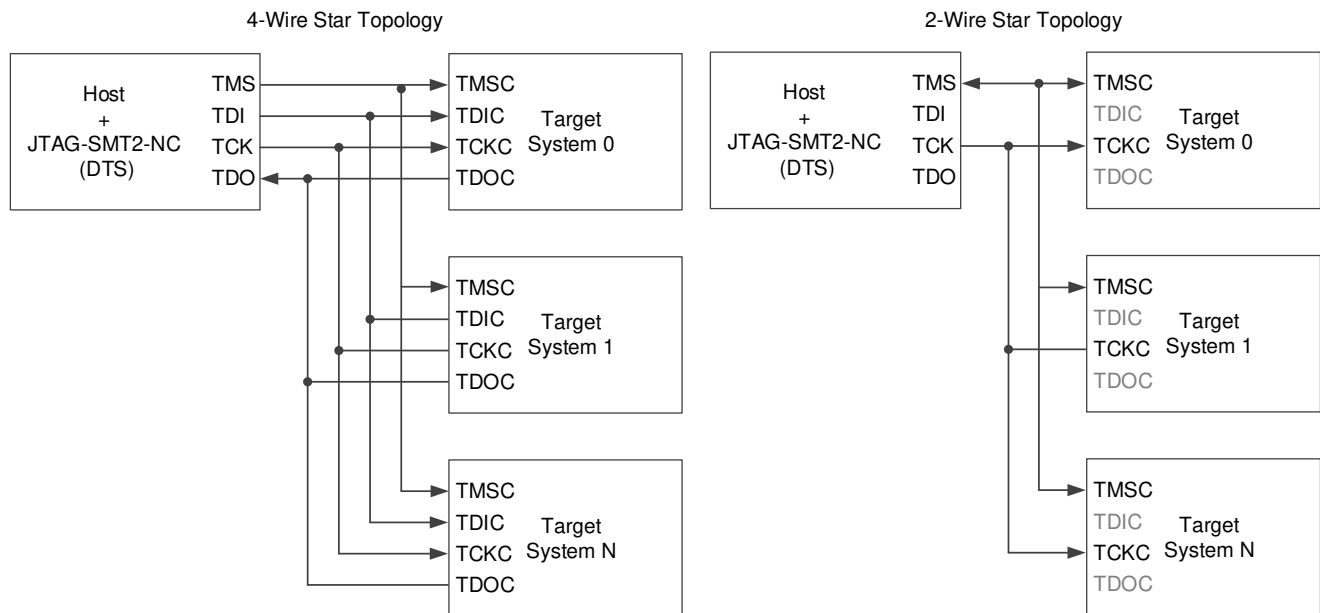 4-Wire Star Topology
Host
+
JTAG-SMT2-NC
(DTS)
TMS
TDI
TCK
TDO
TMSC
TDIC
TCKC
TDOC
Target
System 0
TMSC
TDIC
TCKC
TDOC
Target
System 1
TMSC
TDIC
TCKC
TDOC
Target
System N
2-Wire Star Topology
Host
+
JTAG-SMT2-NC
(DTS)
TMS
TDI
TCK
TDO
TMSC
TDIC
TCKC
TDOC
Target
System 0
TMSC
TDIC
TCKC
TDOC
Target
System 1
TMSC
TDIC
TCKC
TDOC
Target
System N